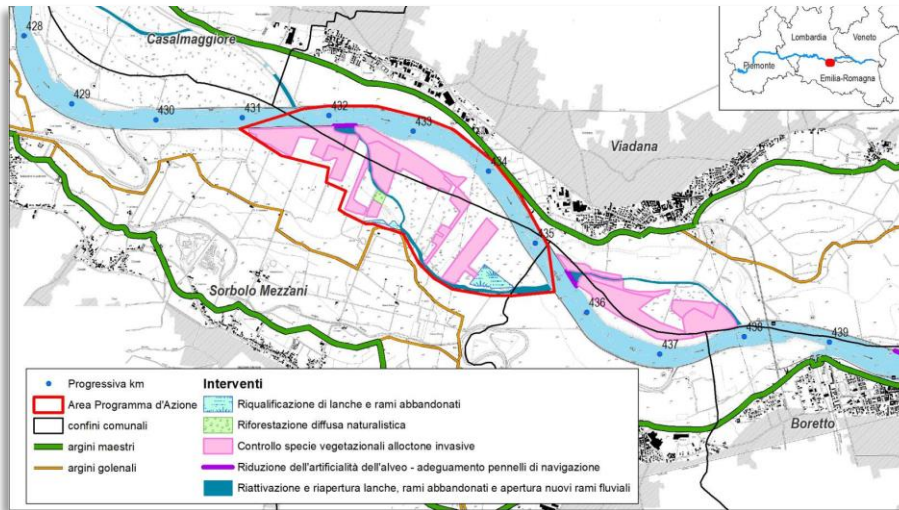 428
429
430
431
432
433
434
435
436
437
438
439
Casalmaggiore
Viadana
Sorbolo Mezzani
Boretto
Lombardia
Veneto
Piemonte
Emilia-Romagna
Progressiva km
Area Programma d'Azione
confini comunali
argini maestri
argini golenali
Interventi
Riqualificazione di lanche e rami abbandonati
Riforestazione diffusa naturalistica
Controllo specie vegetazionali alloctone invasive
Riduzione dell'artificialità dell'alveo - adeguamento pennelli di navigazione
Riattivazione e riapertura lanche, rami abbandonati e apertura nuovi rami fluviali